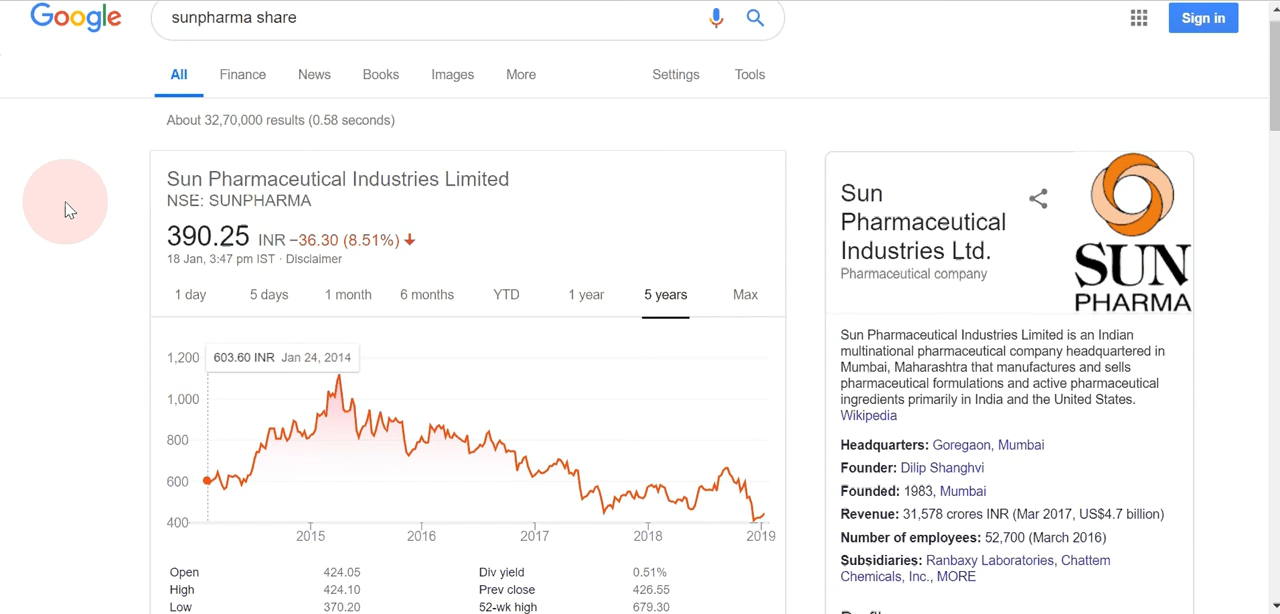 Google
sunpharma share
Sign in
All Finance News Books Images More Settings Tools
About 32,70,000 results (0.58 seconds)
Sun Pharmaceutical Industries Limited
NSE: SUNPHARMA
390.25 INR −36.30 (8.51%)
18 Jan, 3:47 pm IST · Disclaimer
1 day 5 days 1 month 6 months YTD 1 year 5 years Max
603.60 INR Jan 24, 2014
1,200
1,000
800
600
400
2015 2016 2017 2018 2019
Open 424.05 Div yield 0.51%
High 424.10 Prev close 426.55
Low 370.20 52-wk high 679.30
Sun
Pharmaceutical
Industries Ltd.
Pharmaceutical company
SUN
PHARMA
Sun Pharmaceutical Industries Limited is an Indian
multinational pharmaceutical company headquartered in
Mumbai, Maharashtra that manufactures and sells
pharmaceutical formulations and active pharmaceutical
ingredients primarily in India and the United States.
Wikipedia
Headquarters: Goregaon, Mumbai
Founder: Dilip Shanghvi
Founded: 1983, Mumbai
Revenue: 31,578 crores INR (Mar 2017, US$4.7 billion)
Number of employees: 52,700 (March 2016)
Subsidiaries: Ranbaxy Laboratories, Chattem
Chemicals, Inc., MORE